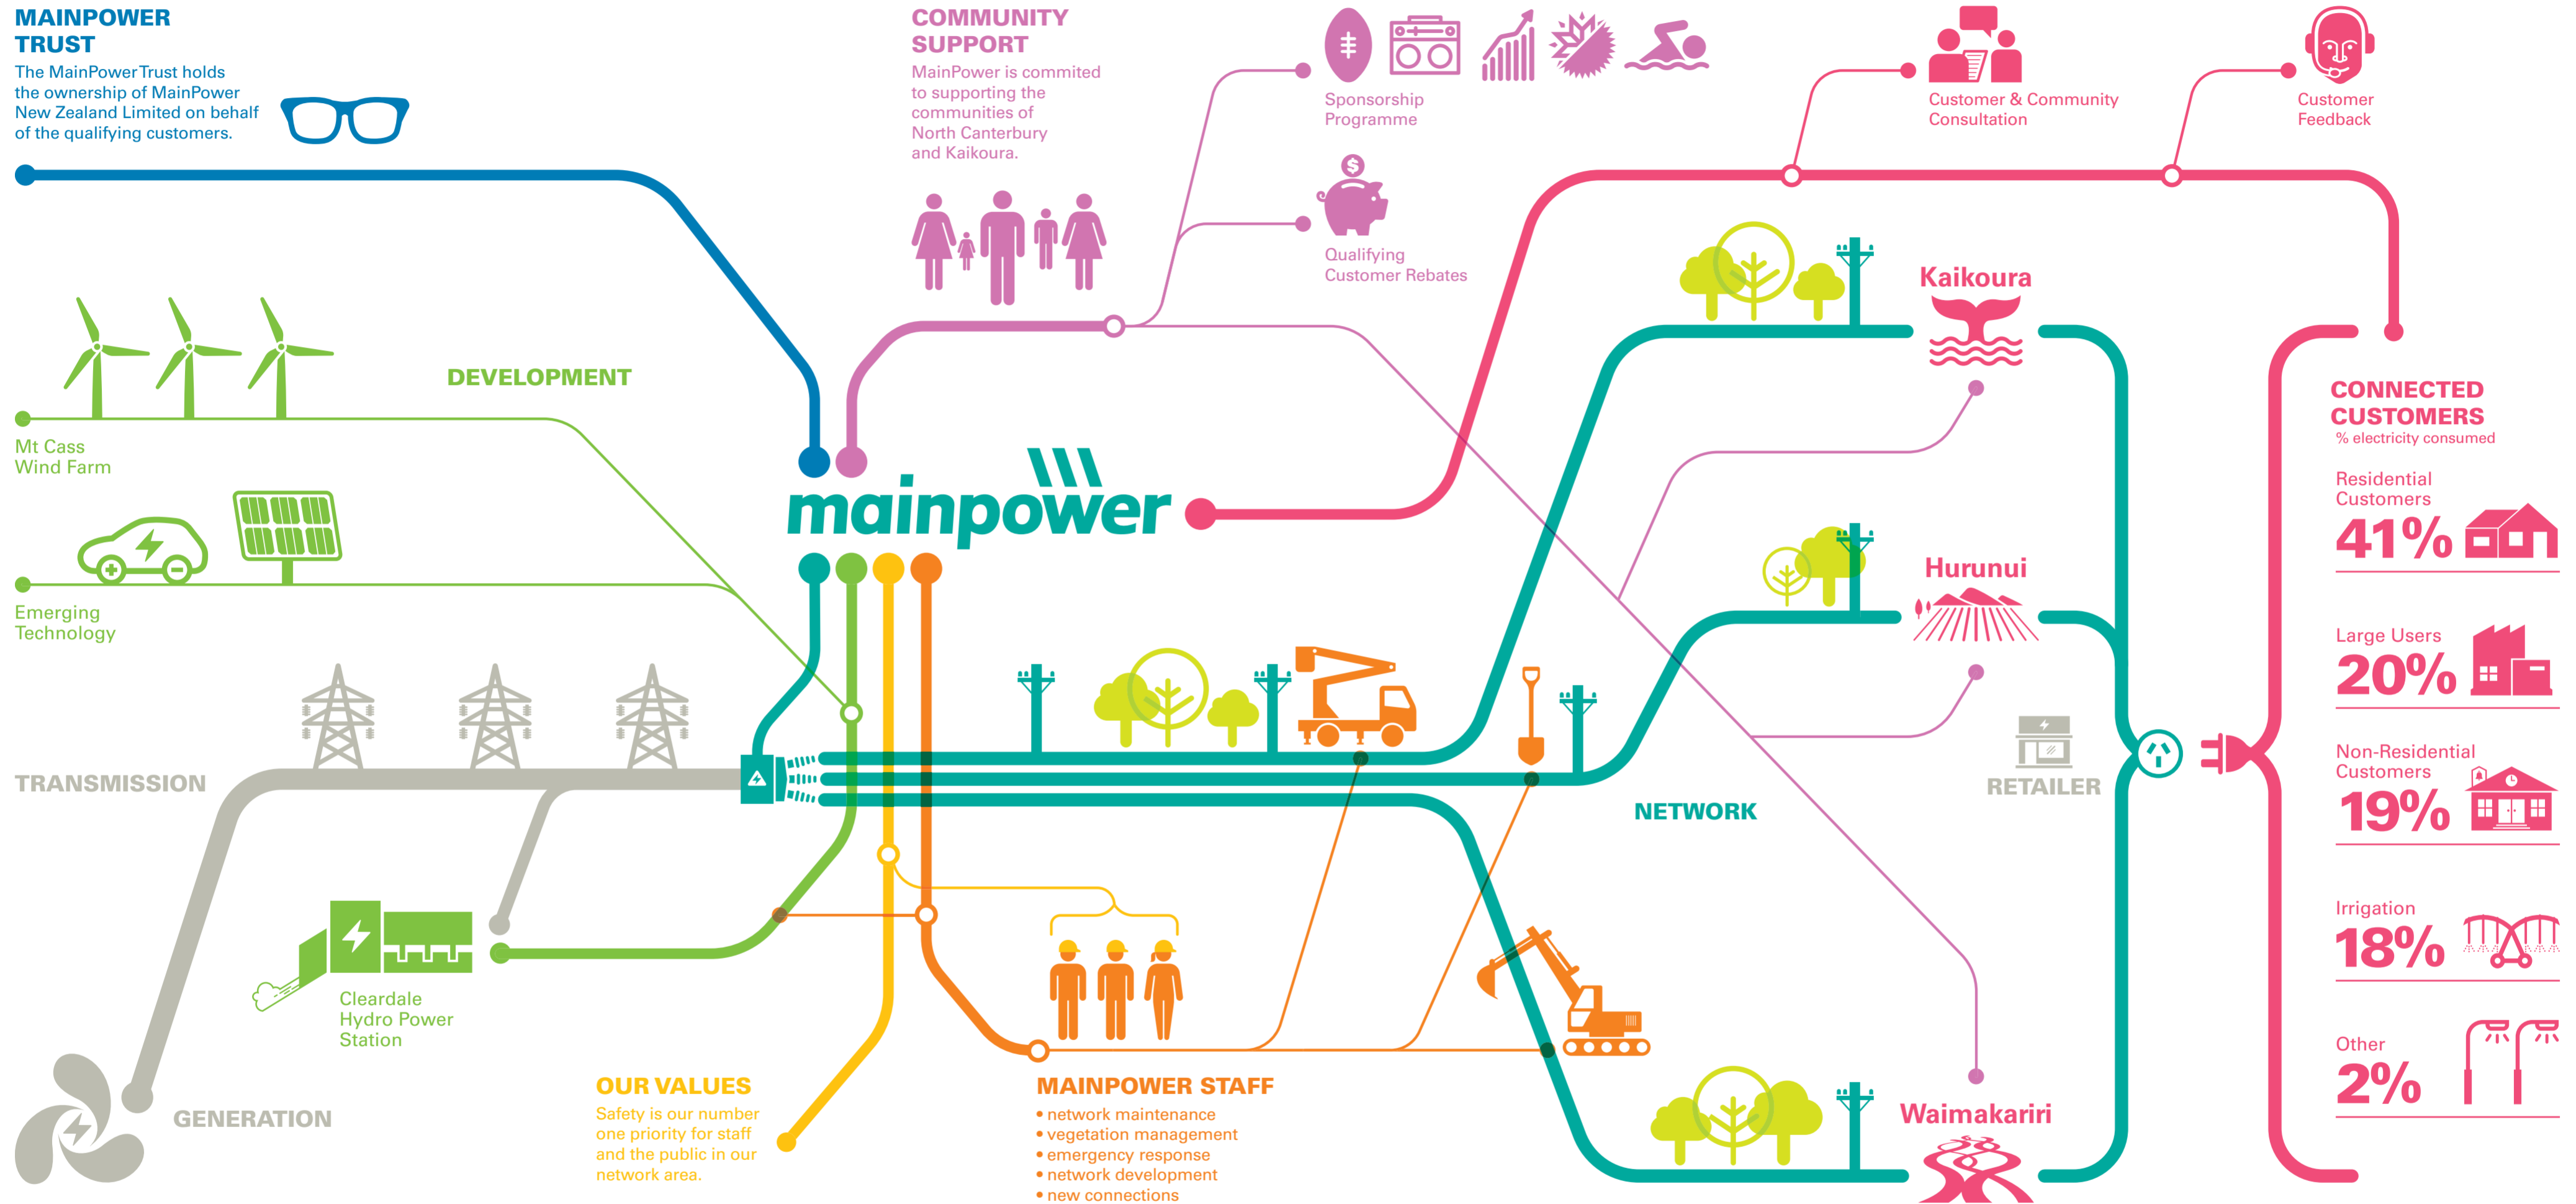 MAINPOWER
TRUST
The MainPower Trust holds
the ownership of MainPower
New Zealand Limited on behalf
of the qualifying customers.
COMMUNITY
SUPPORT
MainPower is commited
to supporting the
communities of
North Canterbury
and Kaikoura.
Sponsorship
Programme
$
Qualifying
Customer Rebates
Customer & Community
Consultation
Customer
Feedback
DEVELOPMENT
Mt Cass
Wind Farm
Emerging
Technology
mainpower
Kaikoura
Hurunui
Waimakariri
TRANSMISSION
GENERATION
Cleardale
Hydro Power
Station
NETWORK
RETAILER
OUR VALUES
Safety is our number
one priority for staff
and the public in our
network area.
MAINPOWER STAFF
• network maintenance
• vegetation management
• emergency response
• network development
• new connections
CONNECTED
CUSTOMERS
% electricity consumed
Residential
Customers
41%
Large Users
20%
Non-Residential
Customers
19%
Irrigation
18%
Other
2%